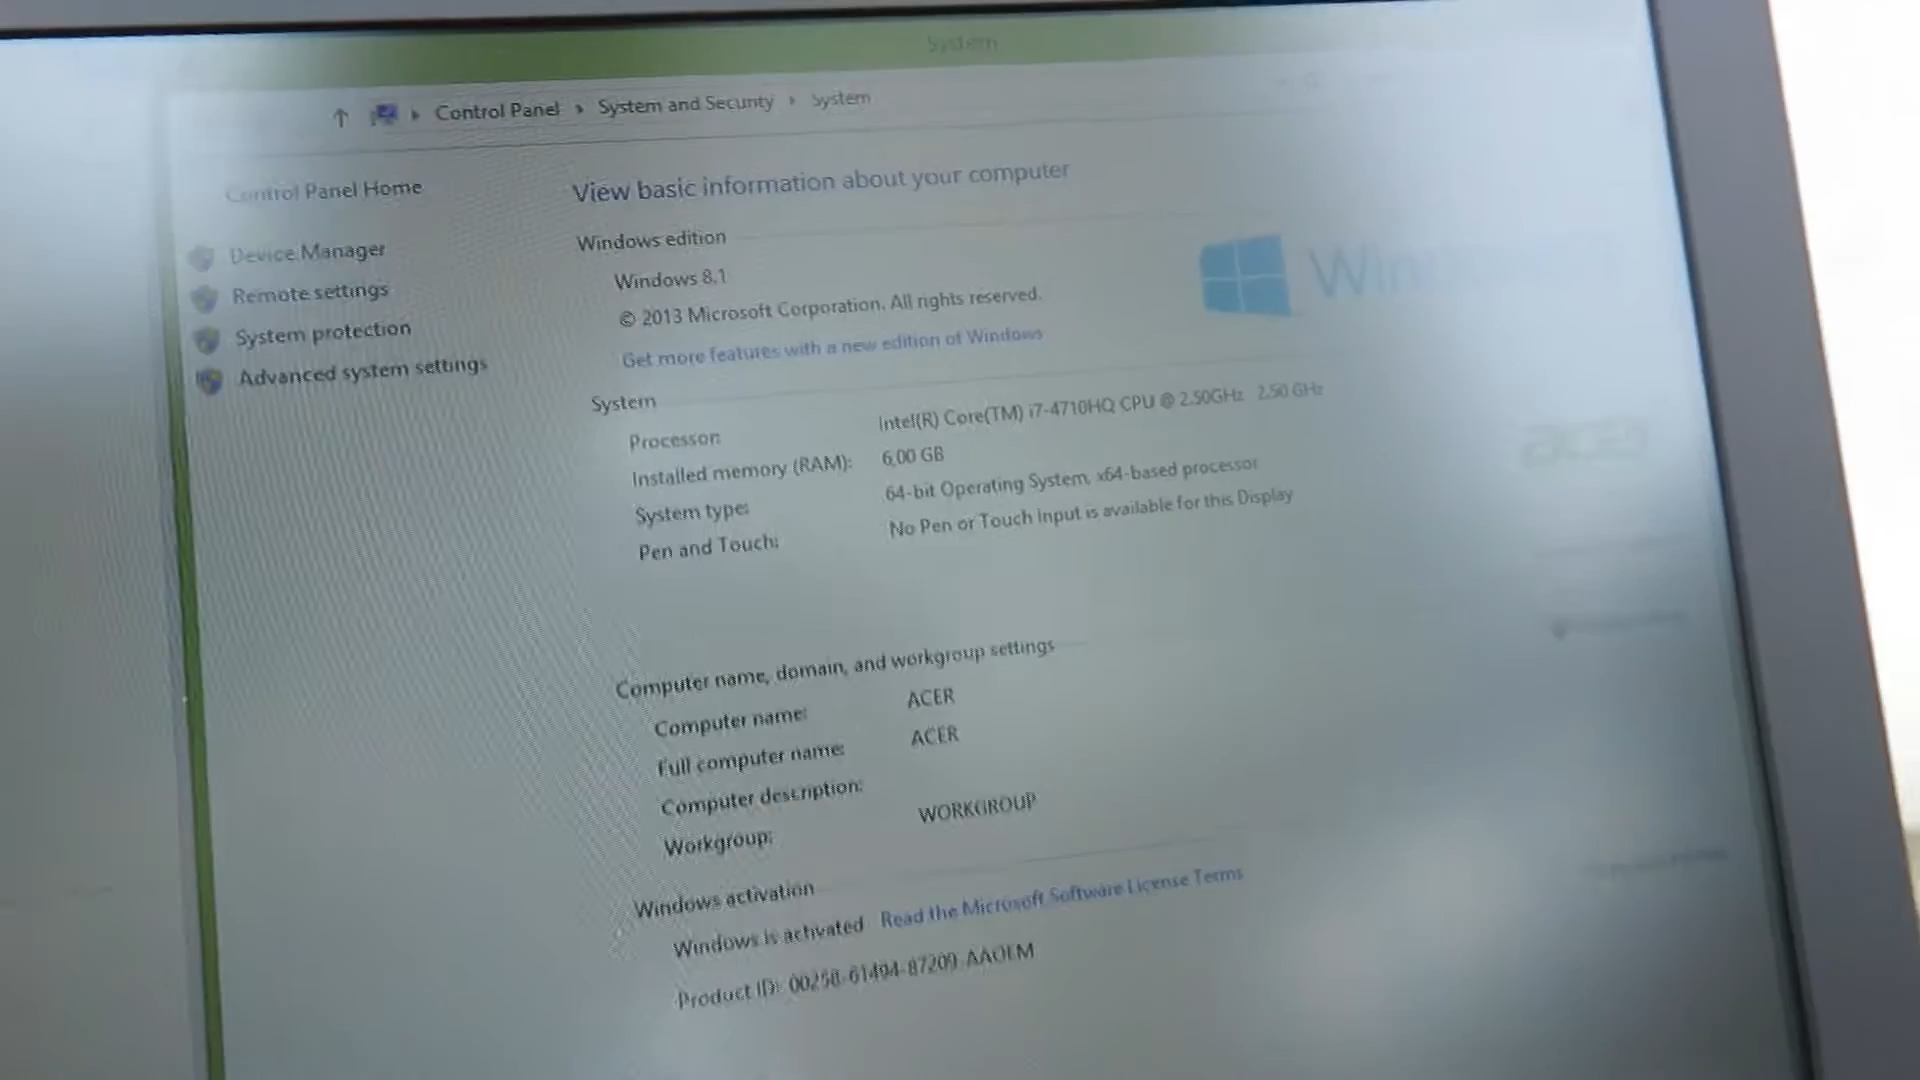 System
Control Panel System and Security System
Control Panel Home
Device Manager
Remote settings
System protection
Advanced system settings
View basic information about your computer
Windows edition
Windows 8.1
© 2013 Microsoft Corporation. All rights reserved.
Get more features with a new edition of Windows
System
Processor: Intel(R) Core(TM) i7-4710HQ CPU @ 2.50GHz 2.50 GHz
Installed memory (RAM): 6,00 GB
System type: 64-bit Operating System, x64-based processor
Pen and Touch: No Pen or Touch Input is available for this Display
acer
Computer name, domain, and workgroup settings
Computer name: ACER
Full computer name: ACER
Computer description:
Workgroup: WORKGROUP
Windows activation
Windows is activated Read the Microsoft Software License Terms
Product ID: 00258-61494-87209-AAOEM